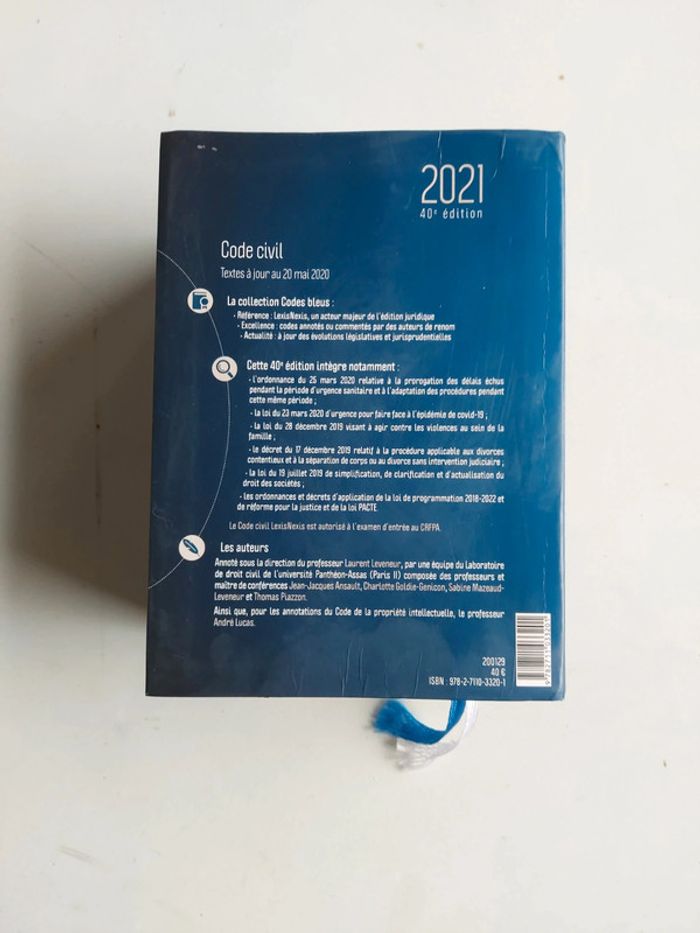 2021
40e édition
Code civil
Textes à jour au 20 mai 2020
La collection Codes bleus :
• Référence : LexisNexis, un acteur majeur de l'édition juridique
• Excellence : codes annotés ou commentés par des auteurs de renom
• Actualité : à jour des évolutions législatives et jurisprudentielles
Cette 40e édition intègre notamment :
• l'ordonnance du 25 mars 2020 relative à la prorogation des délais échus
pendant la période d'urgence sanitaire et à l'adaptation des procédures pendant
cette même période ;
• la loi du 23 mars 2020 d'urgence pour faire face à l'épidémie de covid-19 ;
• la loi du 28 décembre 2019 visant à agir contre les violences au sein de la
famille ;
• le décret du 17 décembre 2019 relatif à la procédure applicable aux divorces
contentieux et à la séparation de corps ou au divorce sans intervention judiciaire ;
• la loi du 19 juillet 2019 de simplification, de clarification et d'actualisation du
droit des sociétés ;
• les ordonnances et décrets d'application de la loi de programmation 2018-2022 et
de réforme pour la justice et de la loi PACTE.
Le Code civil LexisNexis est autorisé à l'examen d'entrée au CRFPA.
Les auteurs
Annoté sous la direction du professeur Laurent Leveneur, par une équipe du laboratoire
de droit civil de l'université Panthéon-Assas (Paris II) composée des professeurs et
maître de conférences Jean-Jacques Ansault, Charlotte Goldie-Genicon, Sabine Mazeaud-
Leveneur et Thomas Piazzon.
Ainsi que, pour les annotations du Code de la propriété intellectuelle, le professeur
André Lucas.
200129
40 €
ISBN : 978-2-7110-3320-1
9 782711 033201